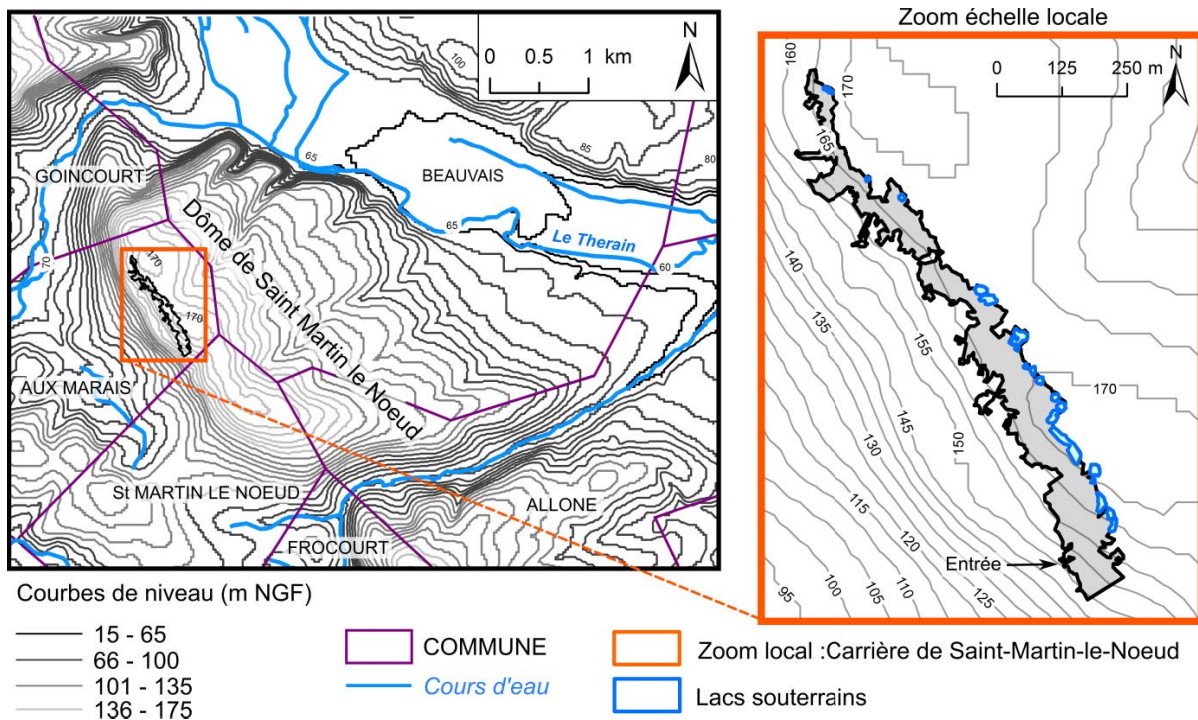 Zoom échelle locale
0 0.5 1 km
N
100
85
80
65
GOINCOURT
BEAUVAIS
65
Le Therain
60
70
Dôme de Saint Martin le Noeud
170
170
AUX MARAIS
St MARTIN LE NOEUD
ALLONE
FROCOURT
160
170
0 125 250 m
N
165
140
135
155
170
145
150
130
115
120
Entrée
95
100
105
110
125
Courbes de niveau (m NGF)
15 - 65
66 - 100
101 - 135
136 - 175
COMMUNE
Cours d'eau
Zoom local :Carrière de Saint-Martin-le-Noeud
Lacs souterrains